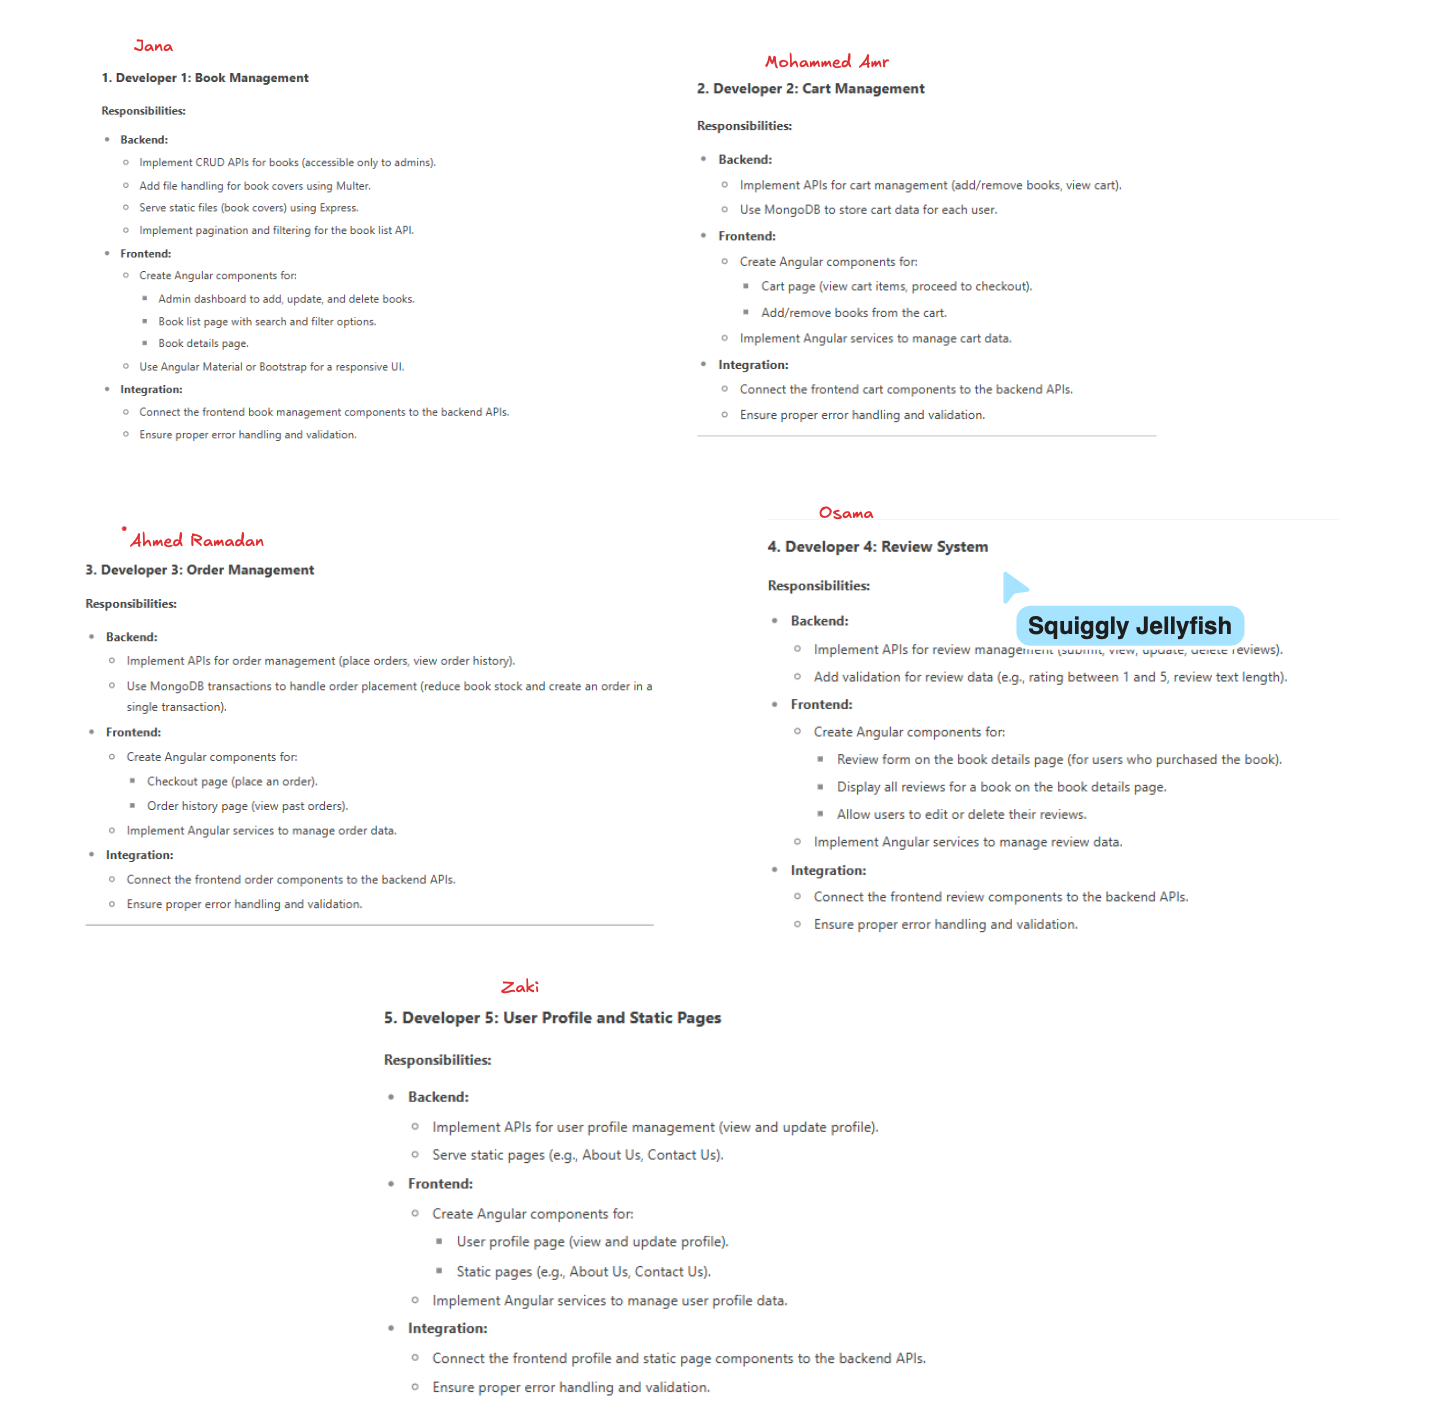 Jana
1. Developer 1: Book Management
Responsibilities:
Backend:
Implement CRUD APIs for books (accessible only to admins).
Add file handling for book covers using Multer.
Serve static files (book covers) using Express.
Implement pagination and filtering for the book list API.
Frontend:
Create Angular components for:
Admin dashboard to add, update, and delete books.
Book list page with search and filter options.
Book details page.
Use Angular Material or Bootstrap for a responsive UI.
Integration:
Connect the frontend book management components to the backend APIs.
Ensure proper error handling and validation.
Mohammed Amr
2. Developer 2: Cart Management
Responsibilities:
Backend:
Implement APIs for cart management (add/remove books, view cart).
Use MongoDB to store cart data for each user.
Frontend:
Create Angular components for:
Cart page (view cart items, proceed to checkout).
Add/remove books from the cart.
Implement Angular services to manage cart data.
Integration:
Connect the frontend cart components to the backend APIs.
Ensure proper error handling and validation.
Ahmed Ramadan
3. Developer 3: Order Management
Responsibilities:
Backend:
Implement APIs for order management (place orders, view order history).
Use MongoDB transactions to handle order placement (reduce book stock and create an order in a
single transaction).
Frontend:
Create Angular components for:
Checkout page (place an order).
Order history page (view past orders).
Implement Angular services to manage order data.
Integration:
Connect the frontend order components to the backend APIs.
Ensure proper error handling and validation.
Osama
4. Developer 4: Review System
Responsibilities:
Squiggly Jellyfish
Backend:
Implement APIs for review management (submit, view, update, delete reviews).
Add validation for review data (e.g., rating between 1 and 5, review text length).
Frontend:
Create Angular components for:
Review form on the book details page (for users who purchased the book).
Display all reviews for a book on the book details page.
Allow users to edit or delete their reviews.
Implement Angular services to manage review data.
Integration:
Connect the frontend review components to the backend APIs.
Ensure proper error handling and validation.
Zaki
5. Developer 5: User Profile and Static Pages
Responsibilities:
Backend:
Implement APIs for user profile management (view and update profile).
Serve static pages (e.g., About Us, Contact Us).
Frontend:
Create Angular components for:
User profile page (view and update profile).
Static pages (e.g., About Us, Contact Us).
Implement Angular services to manage user profile data.
Integration:
Connect the frontend profile and static page components to the backend APIs.
Ensure proper error handling and validation.